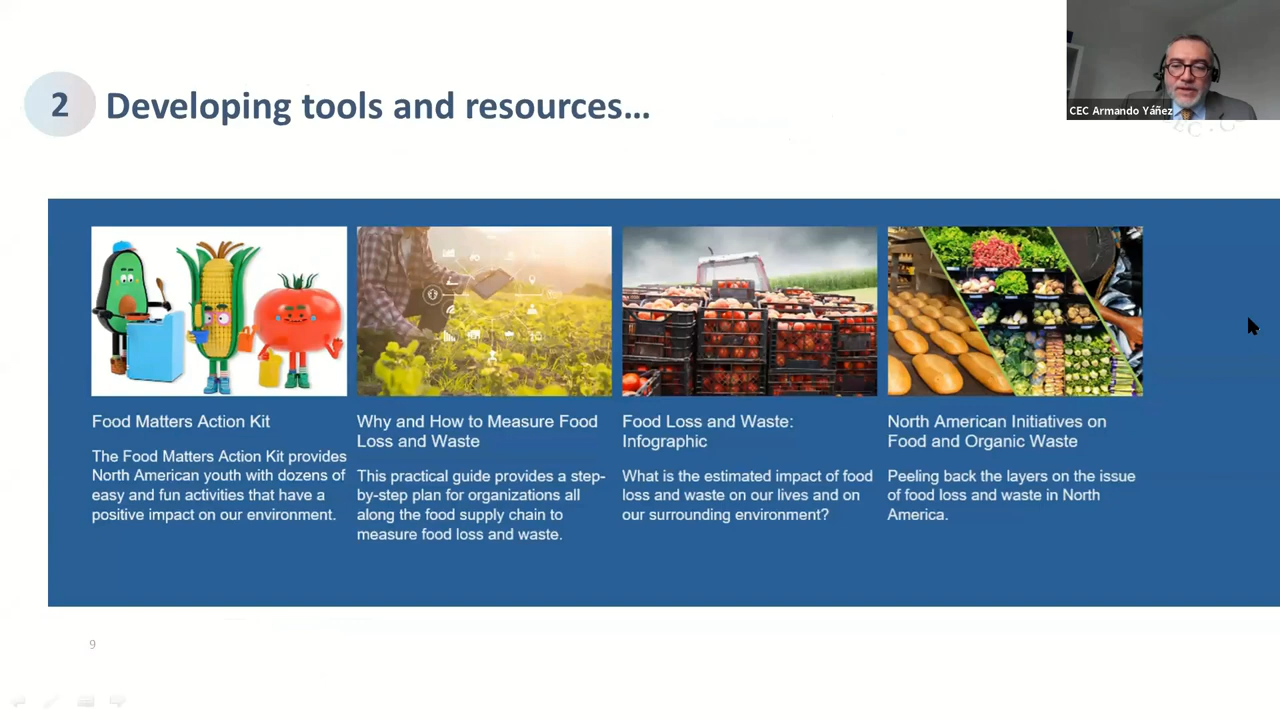 CEC Armando Yáñez
2 Developing tools and resources...
Food Matters Action Kit
The Food Matters Action Kit provides
North American youth with dozens of
easy and fun activities that have a
positive impact on our environment.
Why and How to Measure Food
Loss and Waste
This practical guide provides a step-
by-step plan for organizations all
along the food supply chain to
measure food loss and waste.
Food Loss and Waste:
Infographic
What is the estimated impact of food
loss and waste on our lives and on
our surrounding environment?
North American Initiatives on
Food and Organic Waste
Peeling back the layers on the issue
of food loss and waste in North
America.
9